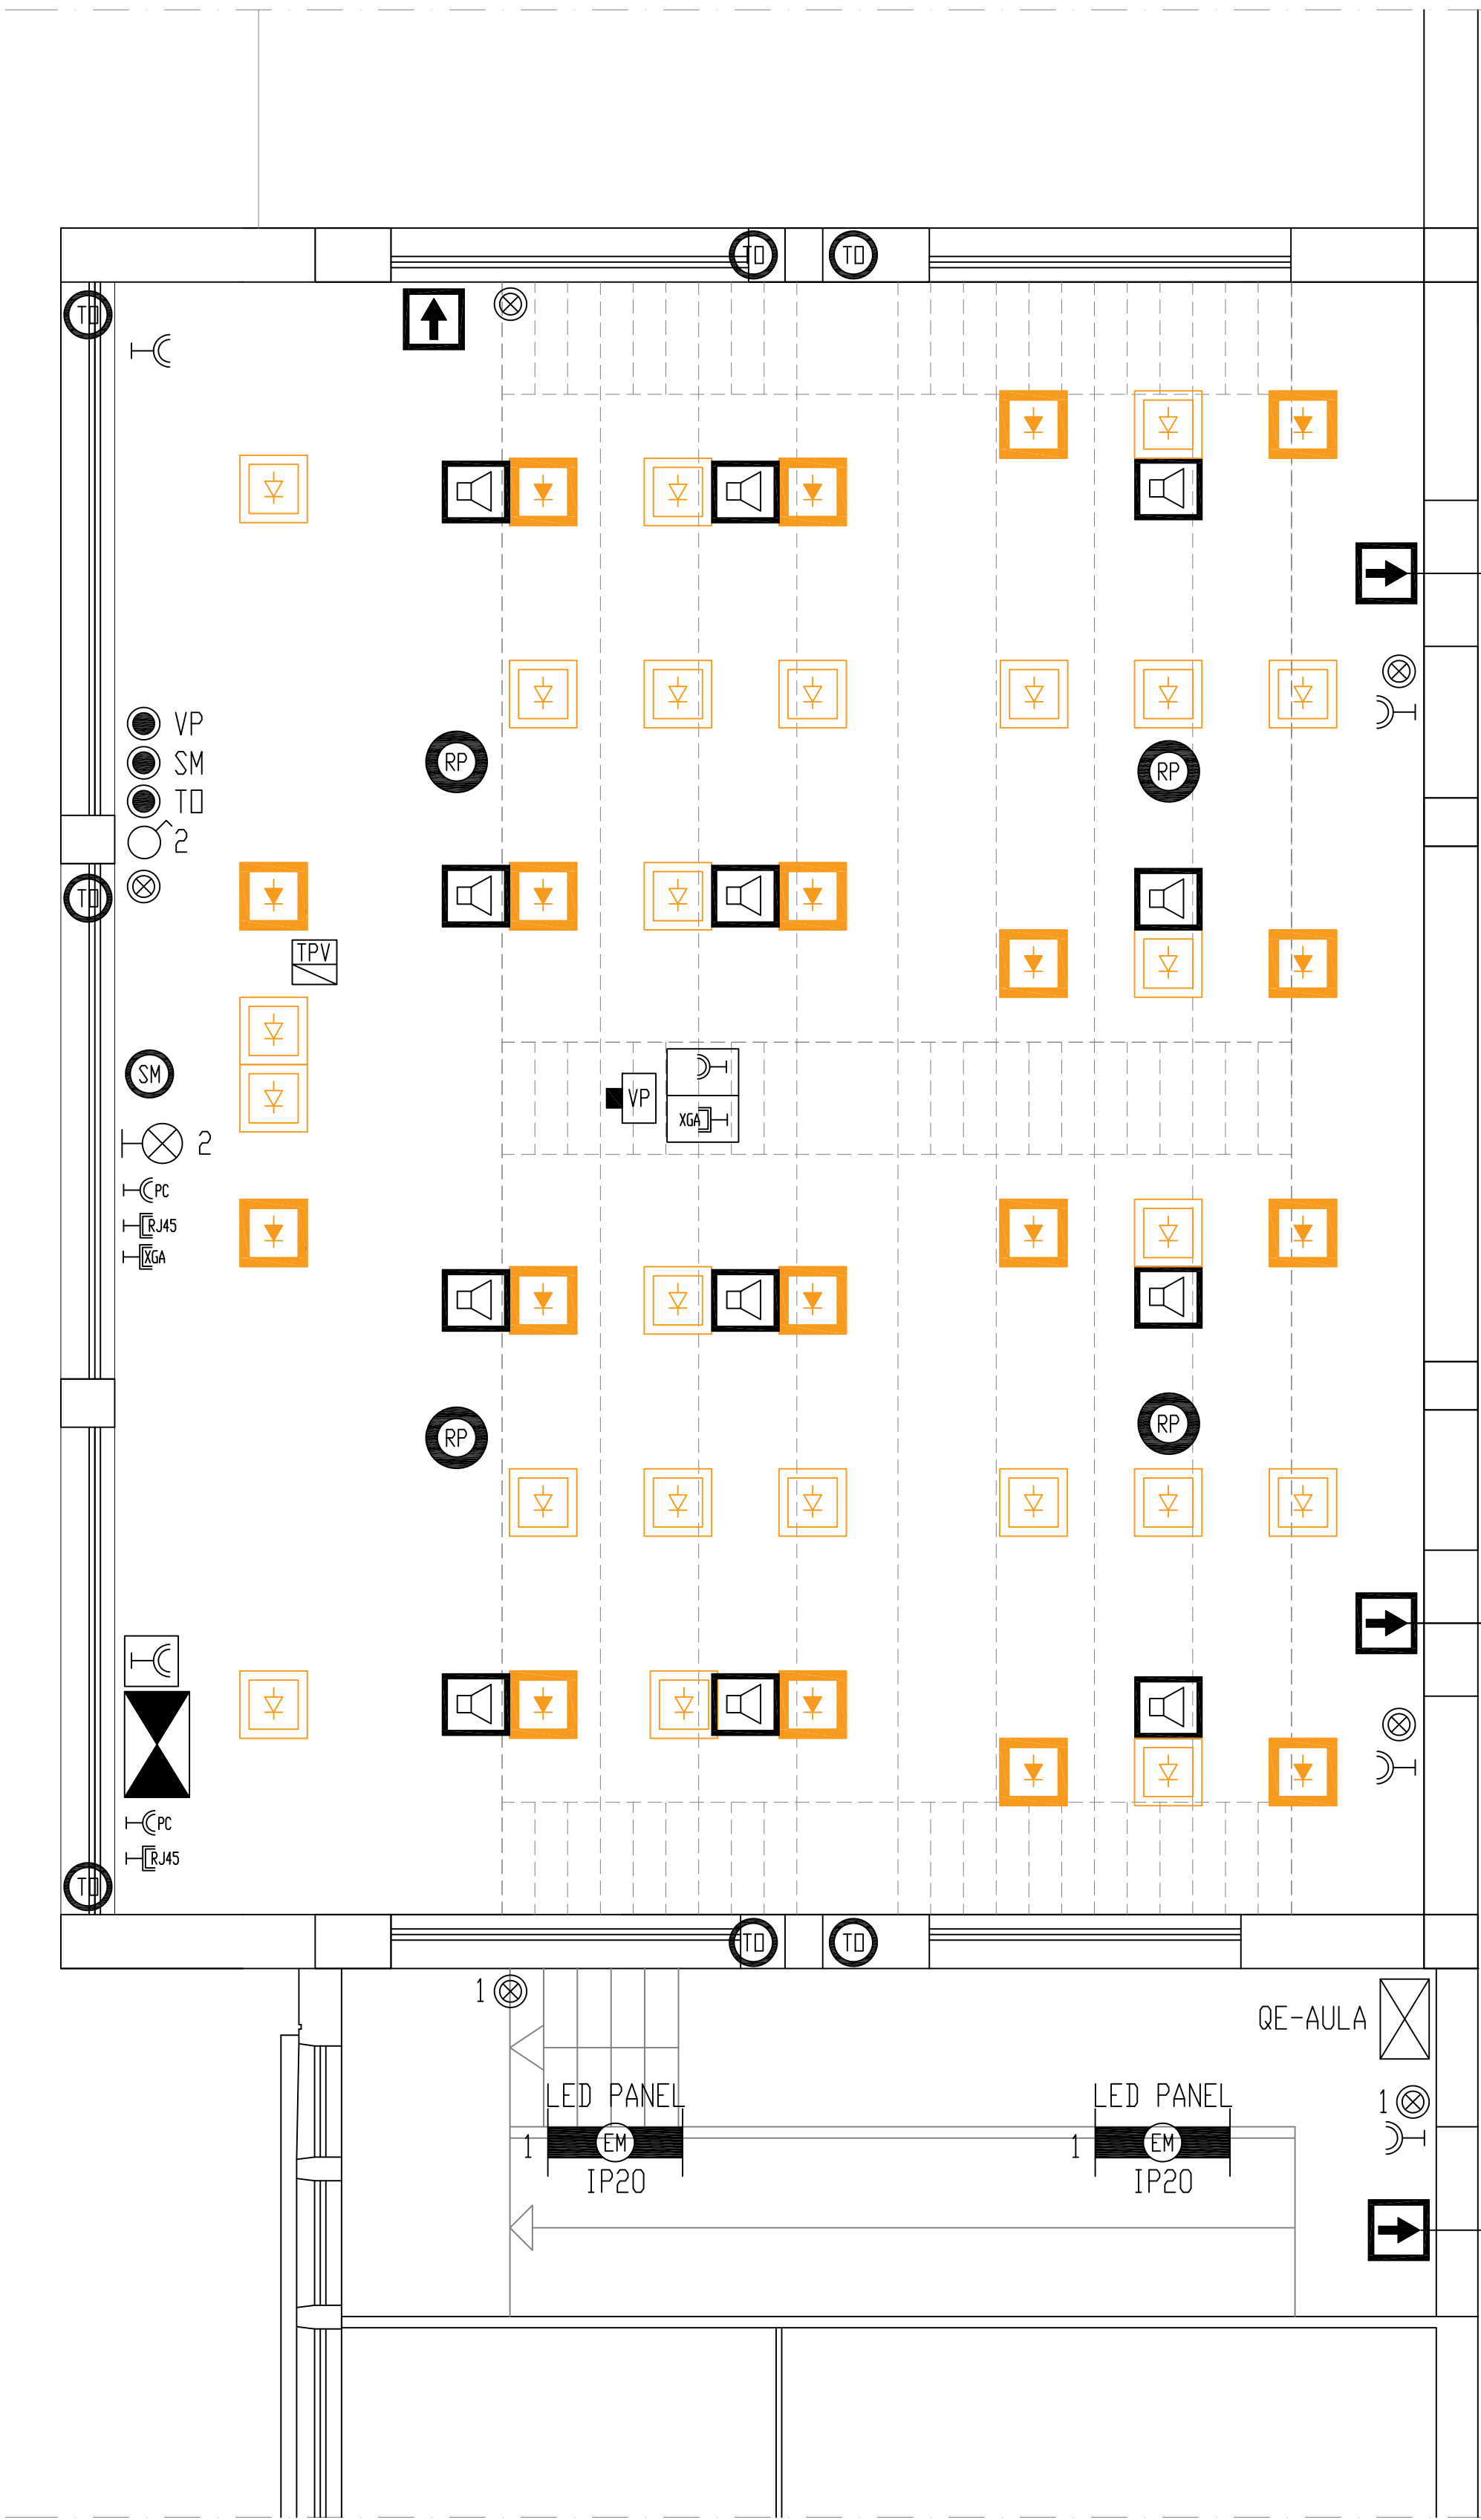 TO
TO
TO
VP
SM
TO
2
RP
RP
TO
TPV
SM
VP
XGA
2
PC
RJ45
XGA
RP
RP
PC
RJ45
TO
TO
TO
1
QE-AULA
LED PANEL
LED PANEL
1
1
EM
1
EM
IP20
IP20